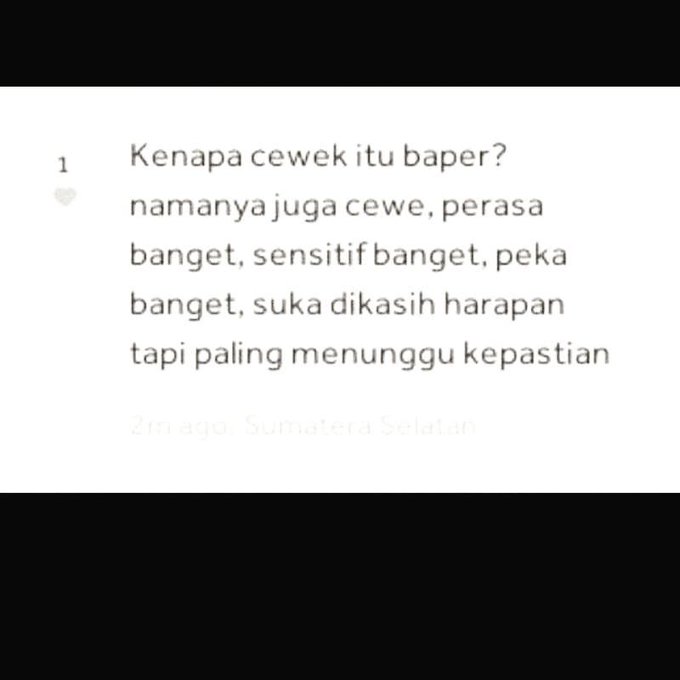 1
Kenapa cewek itu baper?
namanya juga cewe, perasa
banget, sensitif banget, peka
banget, suka dikasih harapan
tapi paling menunggu kepastian
2m ago, Sumatera Selatan